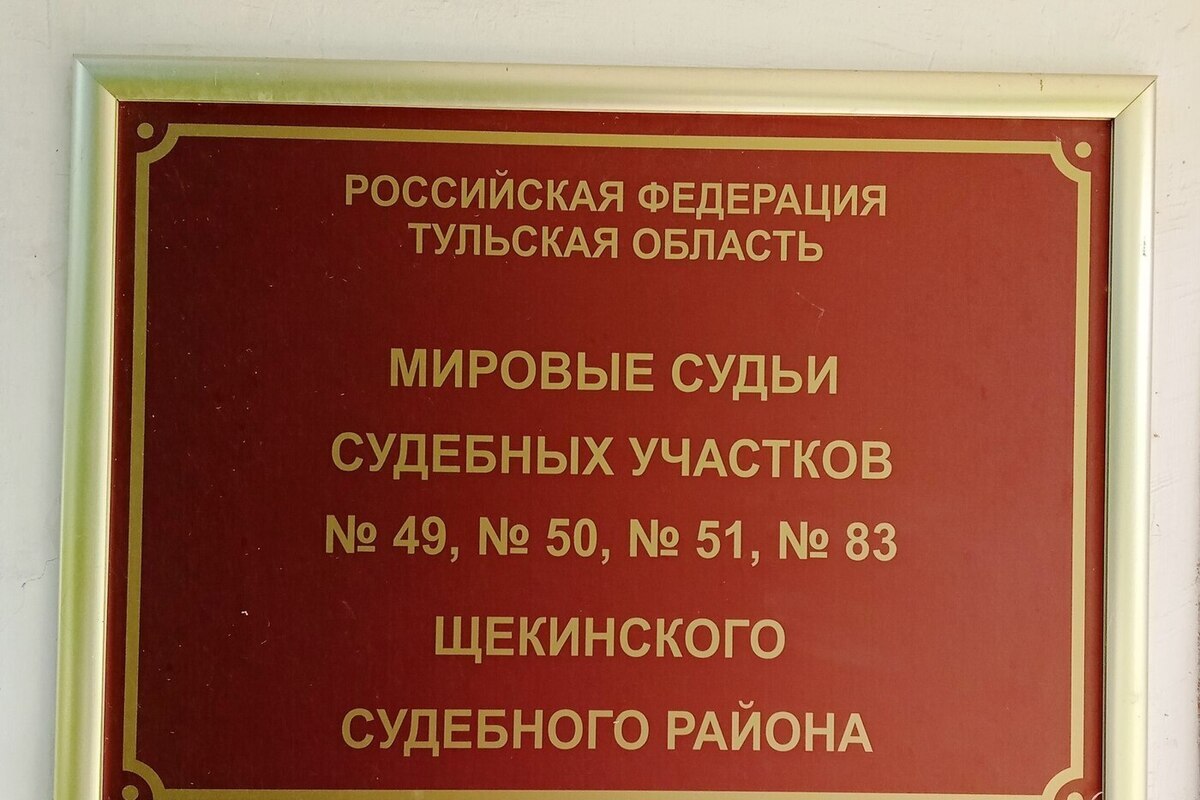 РОССИЙСКАЯ ФЕДЕРАЦИЯ
ТУЛЬСКАЯ ОБЛАСТЬ
МИРОВЫЕ СУДЬИ
СУДЕБНЫХ УЧАСТКОВ
№ 49, № 50, № 51, № 83
ЩЕКИНСКОГО
СУДЕБНОГО РАЙОНА